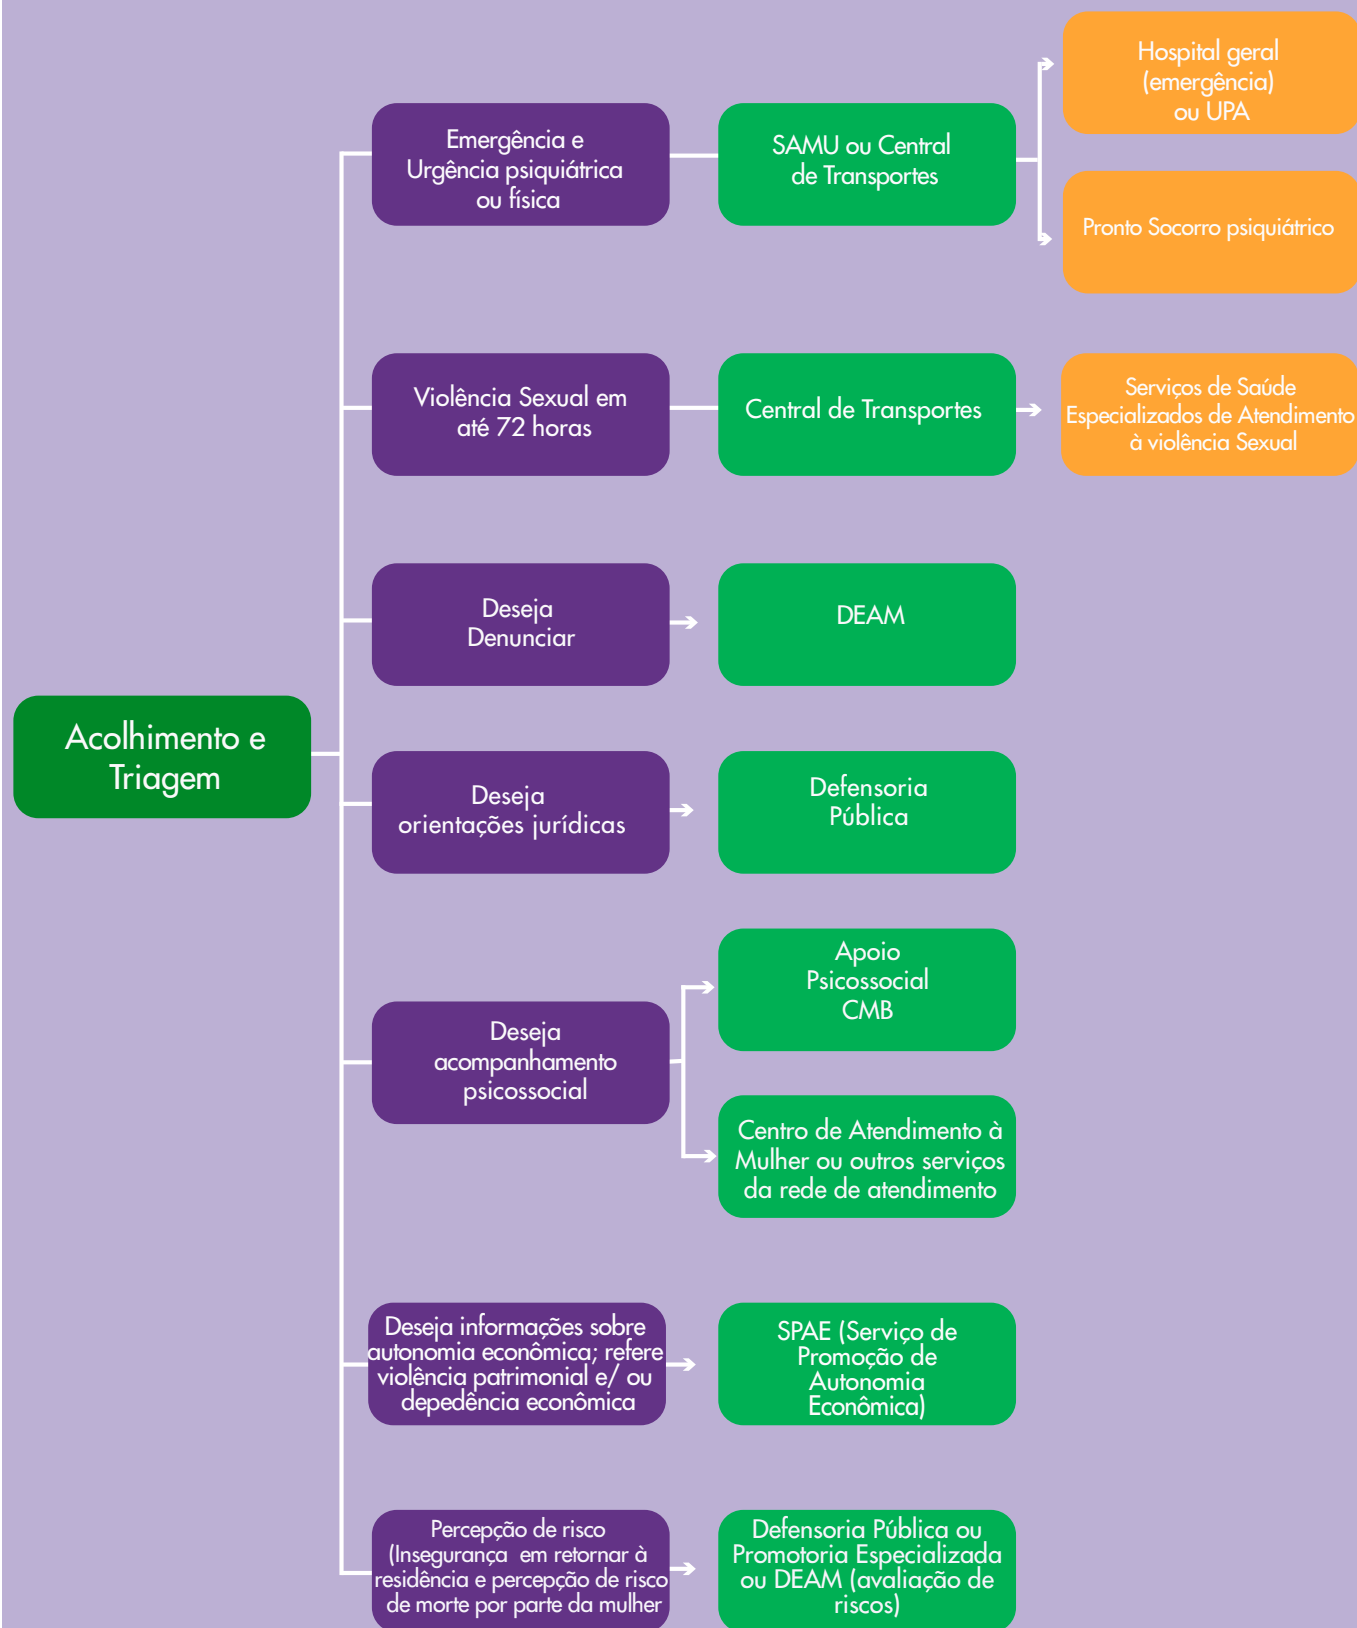 Hospital geral
(emergência)
ou UPA
Emergência e
Urgência psiquiátrica
ou física
SAMU ou Central
de Transportes
Pronto Socorro psiquiátrico
Violência Sexual em
até 72 horas
Central de Transportes
Serviços de Saúde
Especializados de Atendimento
à violência Sexual
Deseja
Denunciar
DEAM
Acolhimento e
Triagem
Deseja
orientações jurídicas
Defensoria
Pública
Deseja
acompanhamento
psicossocial
Apoio
Psicossocial
CMB
Centro de Atendimento à
Mulher ou outros serviços
da rede de atendimento
Deseja informações sobre
autonomia econômica; refere
violência patrimonial e/ ou
depedência econômica
SPAE (Serviço de
Promoção de
Autonomia
Econômica)
Percepção de risco
(Insegurança em retornar à
residência e percepção de risco
de morte por parte da mulher
Defensoria Pública ou
Promotoria Especializada
ou DEAM (avaliação de
riscos)